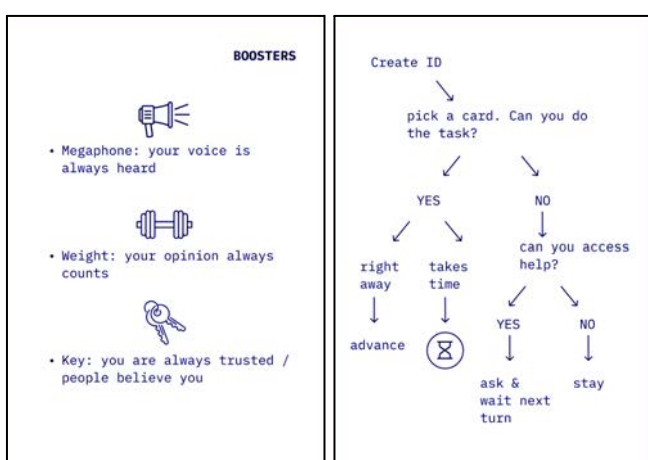 BOOSTERS
• Megaphone: your voice is
always heard
• Weight: your opinion always
counts
• Key: you are always trusted /
people believe you
Create ID
pick a card. Can you do
the task?
YES
NO
can you access
help?
right
away
takes
time
advance
YES
NO
ask &
wait next
turn
stay